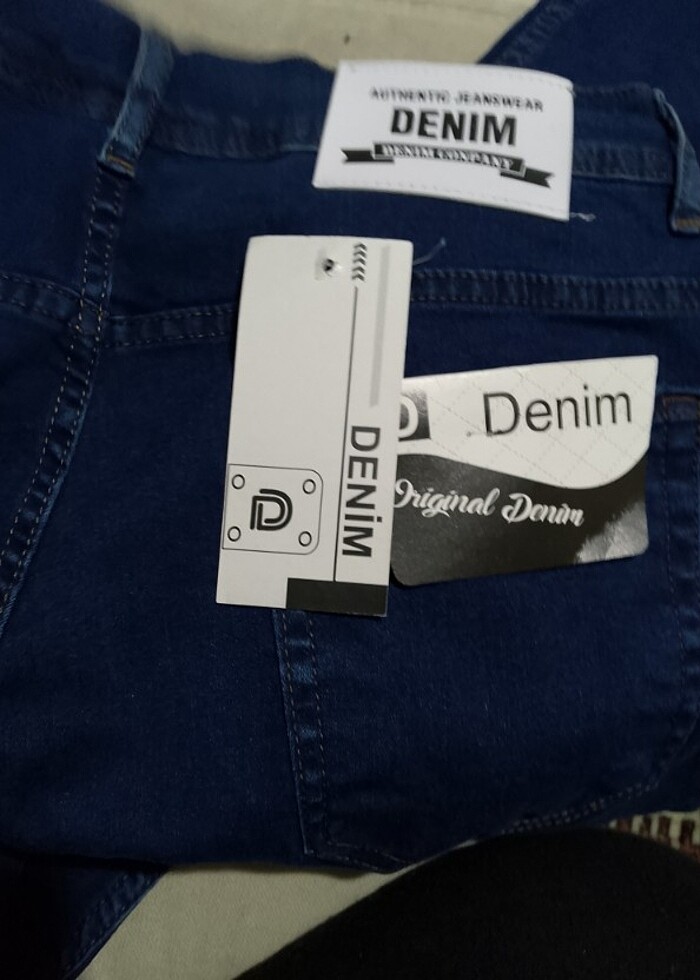 AUTHENTIC JEANSWEAR
DENIM
DENIM COMPANY
DENİM
D
D Denim
Original Denim